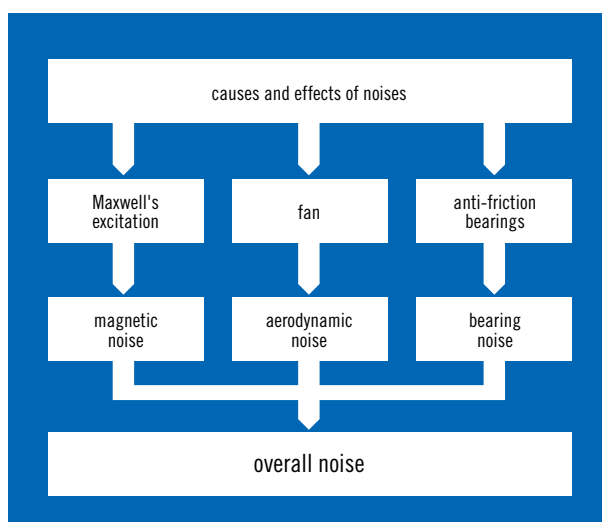 causes and effects of noises
Maxwell's
excitation
fan
anti-friction
bearings
magnetic
noise
aerodynamic
noise
bearing
noise
overall noise